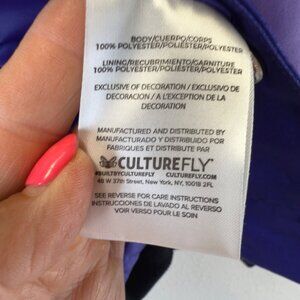 BODY/CUERPO/CORPS
100% POLYESTER/POLIÉSTER/POLYESTER
LINING/RECUBRIMIENTO/GARNITURE
100% POLYESTER/POLIÉSTER/POLYESTER
EXCLUSIVE OF DECORATION / EXCLUSIVO DE
DECORACION / A L'EXCEPTION DE LA
DECORATION
MANUFACTURED AND DISTRIBUTED BY
MANUFACTURADO Y DISTRIBUIDO POR
FABRIQUÉS ET DISTRIBUTE PAR
CULTUREFLY
#BUILTBYCULTUREFLY CULTUREFLY.COM
48 W 37th Street, New York, NY, 10018 2FL
SEE REVERSE FOR CARE INSTRUCTIONS
INSTRUCCIONES DE LAVADO AL REVERSO
VOIR VERSO POUR LE SOIN